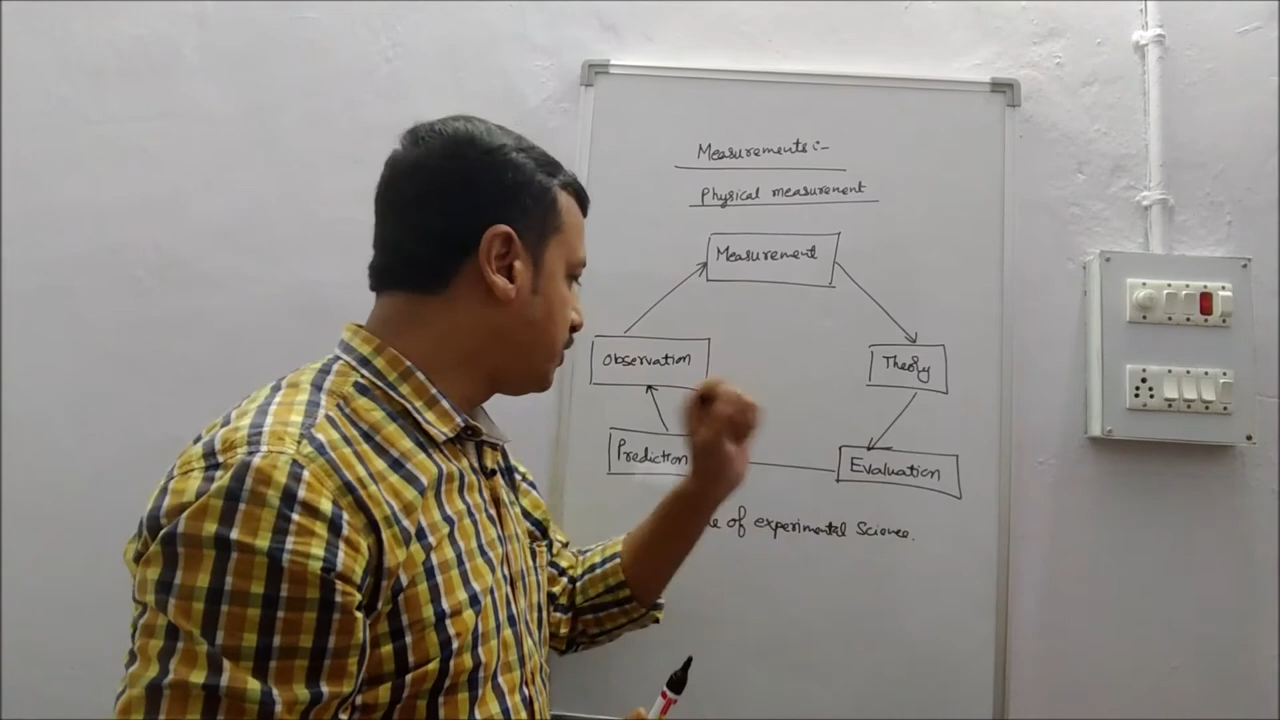 Measurements:-
Physical measurement
Measurement
Observation
Theory
Prediction
Evaluation
of experimental Science.